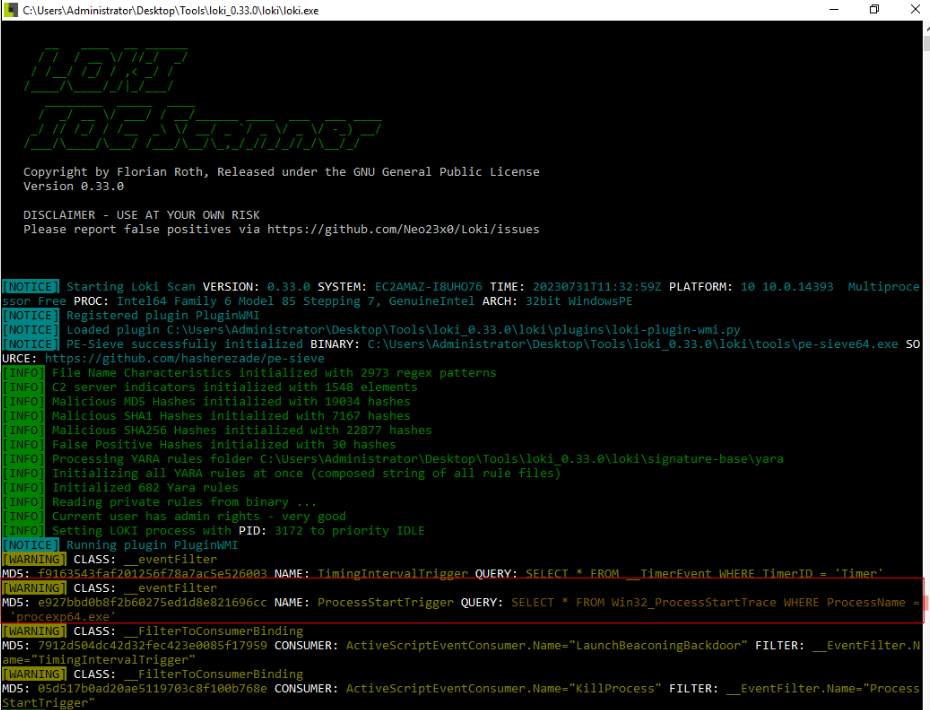 C:\Users\Administrator\Desktop\Tools\loki_0.33.0\loki\loki.exe
LOKI
IOC Scanner
Copyright by Florian Roth, Released under the GNU General Public License
Version 0.33.0
DISCLAIMER - USE AT YOUR OWN RISK
Please report false positives via https://github.com/Neo23x0/Loki/issues
[NOTICE] Starting Loki Scan VERSION: 0.33.0 SYSTEM: EC2AMAZ-I8UHO76 TIME: 20230731T11:32:59Z PLATFORM: 10 10.0.14393  Multiproce
ssor Free PROC: Intel64 Family 6 Model 85 Stepping 7, GenuineIntel ARCH: 32bit WindowsPE
[NOTICE] Registered plugin PluginWMI
[NOTICE] Loaded plugin C:\Users\Administrator\Desktop\Tools\loki_0.33.0\loki\plugins\loki-plugin-wmi.py
[NOTICE] PE-Sieve successfully initialized BINARY: C:\Users\Administrator\Desktop\Tools\loki_0.33.0\loki\tools\pe-sieve64.exe SO
URCE: https://github.com/hasherezade/pe-sieve
[INFO] File Name Characteristics initialized with 2973 regex patterns
[INFO] C2 server indicators initialized with 1548 elements
[INFO] Malicious MD5 Hashes initialized with 19034 hashes
[INFO] Malicious SHA1 Hashes initialized with 7167 hashes
[INFO] Malicious SHA256 Hashes initialized with 22877 hashes
[INFO] False Positive Hashes initialized with 30 hashes
[INFO] Processing YARA rules folder C:\Users\Administrator\Desktop\Tools\loki_0.33.0\loki\signature-base\yara
[INFO] Initializing all YARA rules at once (composed string of all rule files)
[INFO] Initialized 682 Yara rules
[INFO] Reading private rules from binary ...
[INFO] Current user has admin rights - very good
[INFO] Setting LOKI process with PID: 3172 to priority IDLE
[NOTICE] Running plugin PluginWMI
[WARNING] CLASS: __eventFilter
MD5: f9163543faf201256f78a7ac5e526003 NAME: TimingIntervalTrigger QUERY: SELECT * FROM __TimerEvent WHERE TimerID = 'Timer'
[WARNING] CLASS: __eventFilter
MD5: e927bbd0b8f2b60275ed1d8e821696cc NAME: ProcessStartTrigger QUERY: SELECT * FROM Win32_ProcessStartTrace WHERE ProcessName =
'procexp64.exe'
[WARNING] CLASS: __FilterToConsumerBinding
MD5: 7912d504dc42d32fec423e0085f17959 CONSUMER: ActiveScriptEventConsumer.Name="LaunchBeaconingBackdoor" FILTER: __EventFilter.N
ame="TimingIntervalTrigger"
[WARNING] CLASS: __FilterToConsumerBinding
MD5: 05d517b0ad20ae5119703c8f100b768e CONSUMER: ActiveScriptEventConsumer.Name="KillProcess" FILTER: __EventFilter.Name="Process
StartTrigger"